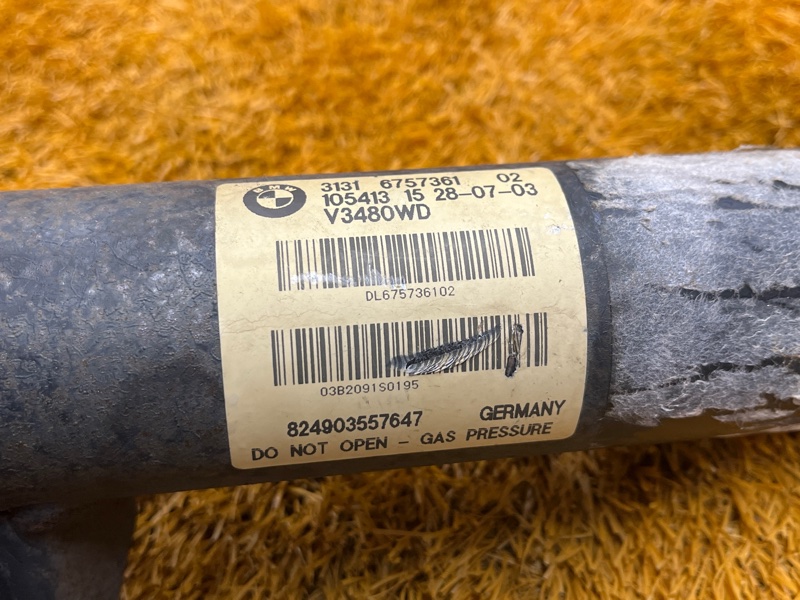 BMW
3131 6757361 02
105413 15 28-07-03
V3480WD
DL675736102
03B2091S0195
824903557647 GERMANY
DO NOT OPEN - GAS PRESSURE